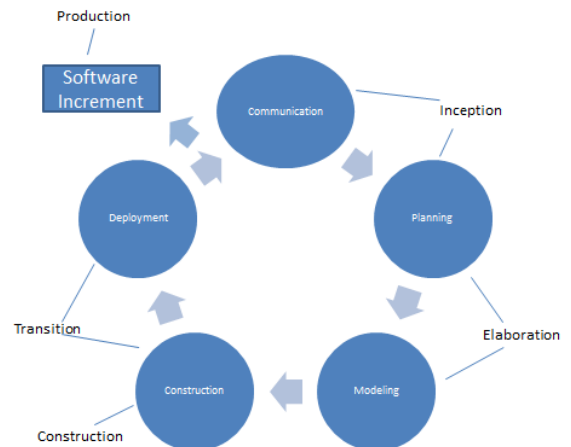 Production
Software
Increment
Communication
Inception
Deployment
Planning
Transition
Elaboration
Construction
Modeling
Construction